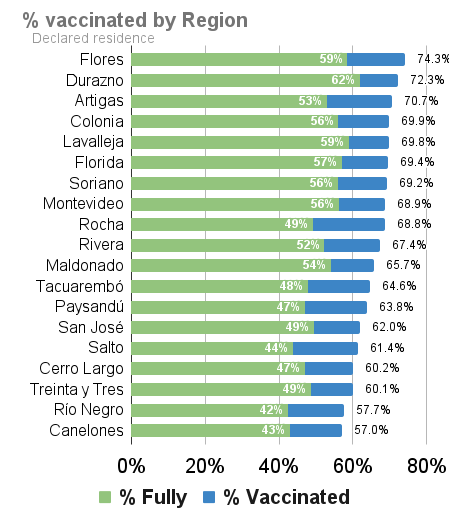 % vaccinated by Region
Declared residence
Flores 59% 74.3%
Durazno 62% 72.3%
Artigas 53% 70.7%
Colonia 56% 69.9%
Lavalleja 59% 69.8%
Florida 57% 69.4%
Soriano 56% 69.2%
Montevideo 56% 68.9%
Rocha 49% 68.8%
Rivera 52% 67.4%
Maldonado 54% 65.7%
Tacuarembó 48% 64.6%
Paysandú 47% 63.8%
San José 49% 62.0%
Salto 44% 61.4%
Cerro Largo 47% 60.2%
Treinta y Tres 49% 60.1%
Río Negro 42% 57.7%
Canelones 43% 57.0%
0% 20% 40% 60% 80%
% Fully % Vaccinated